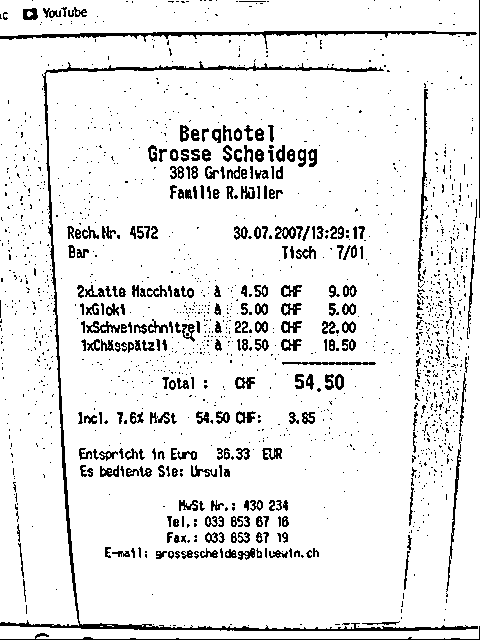 YouTube
Berghotel
Grosse Scheidegg
3818 Grindelwald
Familie R.Müller
Rech.Nr. 4572 30.07.2007/13:29:17
Bar Tisch 7/01
2xLatte Macchiato à 4.50 CHF 9.00
1xGloki à 5.00 CHF 5.00
1xSchweinschnitzel à 22.00 CHF 22.00
1xChässpätzli à 18.50 CHF 18.50
Total : CHF 54.50
Incl. 7.6% MwSt 54.50 CHF: 3.85
Entspricht in Euro 36.33 EUR
Es bediente Sie: Ursula
MwSt Nr.: 430 234
Tel.: 033 853 67 16
Fax.: 033 853 67 19
E-mail: grossescheidegg@bluewin.ch